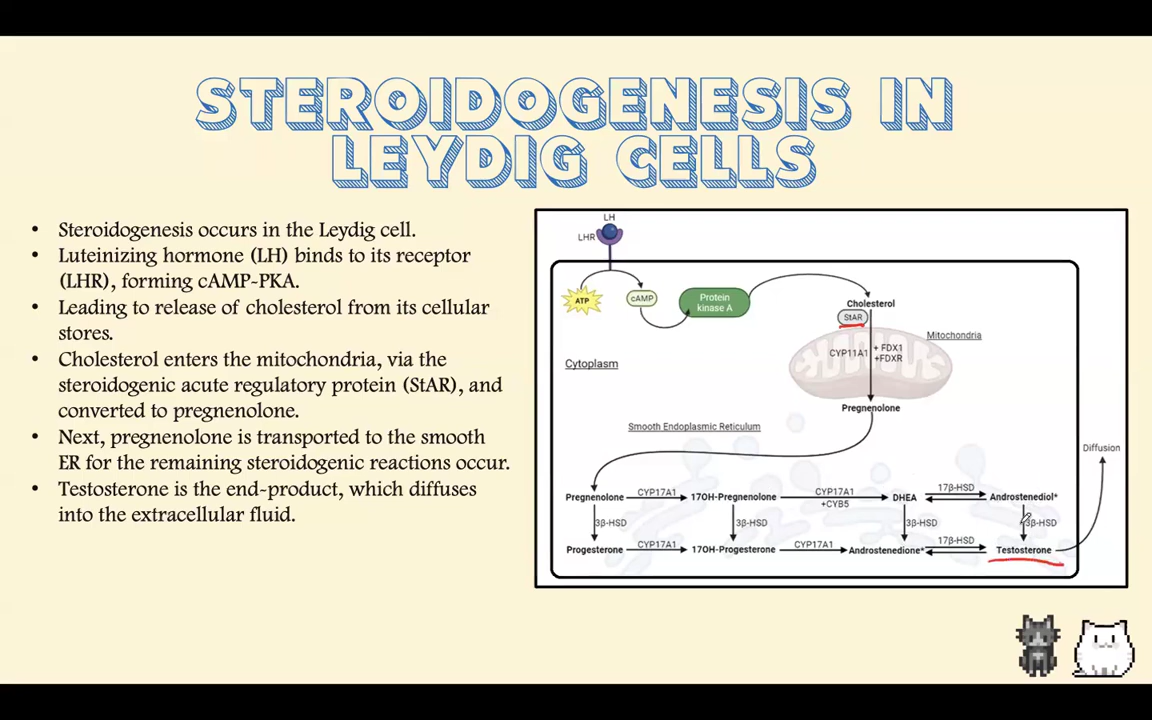 STEROIDOGENESIS IN
LEYDIG CELLS
• Steroidogenesis occurs in the Leydig cell.
• Luteinizing hormone (LH) binds to its receptor
(LHR), forming cAMP-PKA.
• Leading to release of cholesterol from its cellular
stores.
• Cholesterol enters the mitochondria, via the
steroidogenic acute regulatory protein (StAR), and
converted to pregnenolone.
• Next, pregnenolone is transported to the smooth
ER for the remaining steroidogenic reactions occur.
• Testosterone is the end-product, which diffuses
into the extracellular fluid.
LH
LHR
ATP
cAMP
Protein
kinase A
Cholesterol
StAR
Mitochondria
CYP11A1
+ FDX1
+FDXR
Cytoplasm
Pregnenolone
Smooth Endoplasmic Reticulum
Diffusion
Pregnenolone CYP17A1 17OH-Pregnenolone CYP17A1 +CYB5 DHEA 17β-HSD Androstenediol*
3β-HSD 3β-HSD 3β-HSD 3β-HSD
Progesterone CYP17A1 17OH-Progesterone CYP17A1 Androstenedione* 17β-HSD Testosterone